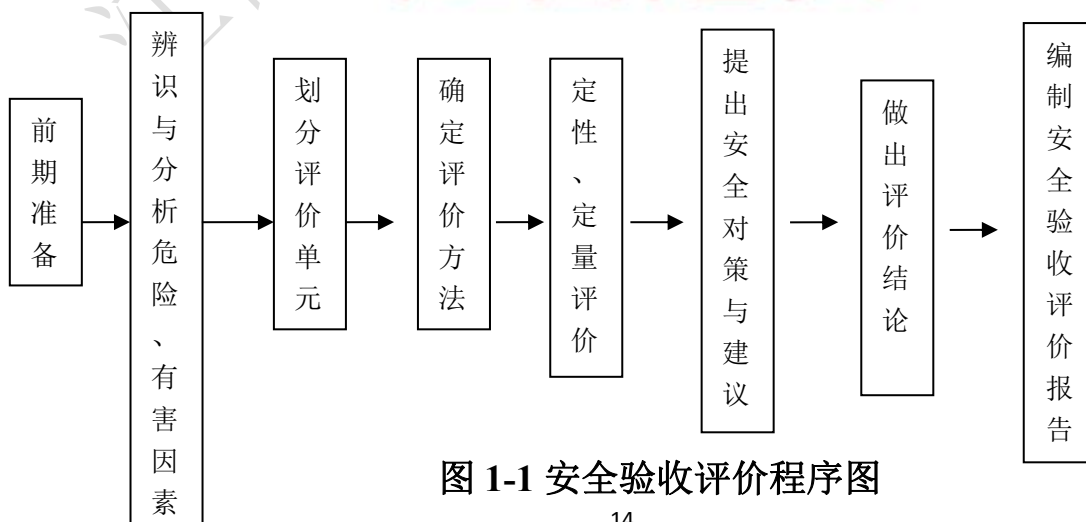 前期准备
辨识与分析危险、有害因素
划分评价单元
确定评价方法
定性、定量评价
提出安全对策与建议
做出评价结论
编制安全验收评价报告
图 1-1 安全验收评价程序图
14